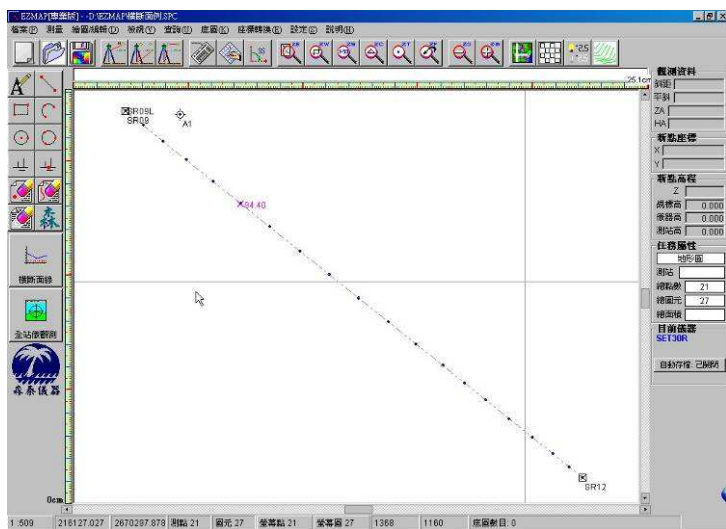 EZMAP[專業版] - -D:\EZMAP\橫斷面例.SPC
檔案(F) 測量 繪圖/編輯(D) 檢視(V) 查詢(U) 底圖(K) 座標轉換(R) 設定(S) 說明(H)
25.1cm
觀測資料
斜距
平距
ZA
HA
新點座標
X
Y
新點高程
Z
覘標高 0.000
儀器高 0.000
測站高 0.000
任務屬性
地形圖
測站
總點數 21
總圖元 27
總面積
目前儀器
SET30R
自動存檔: 已關閉
橫斷面線
全站儀觀測
森泰儀器
SR09L
SR09
A1
94.40
SR12
0cm
1:509 216127.027 2670297.878 測點 21 圖元 27 螢幕點 21 螢幕圖 27 1368 1160 底圖數目: 0